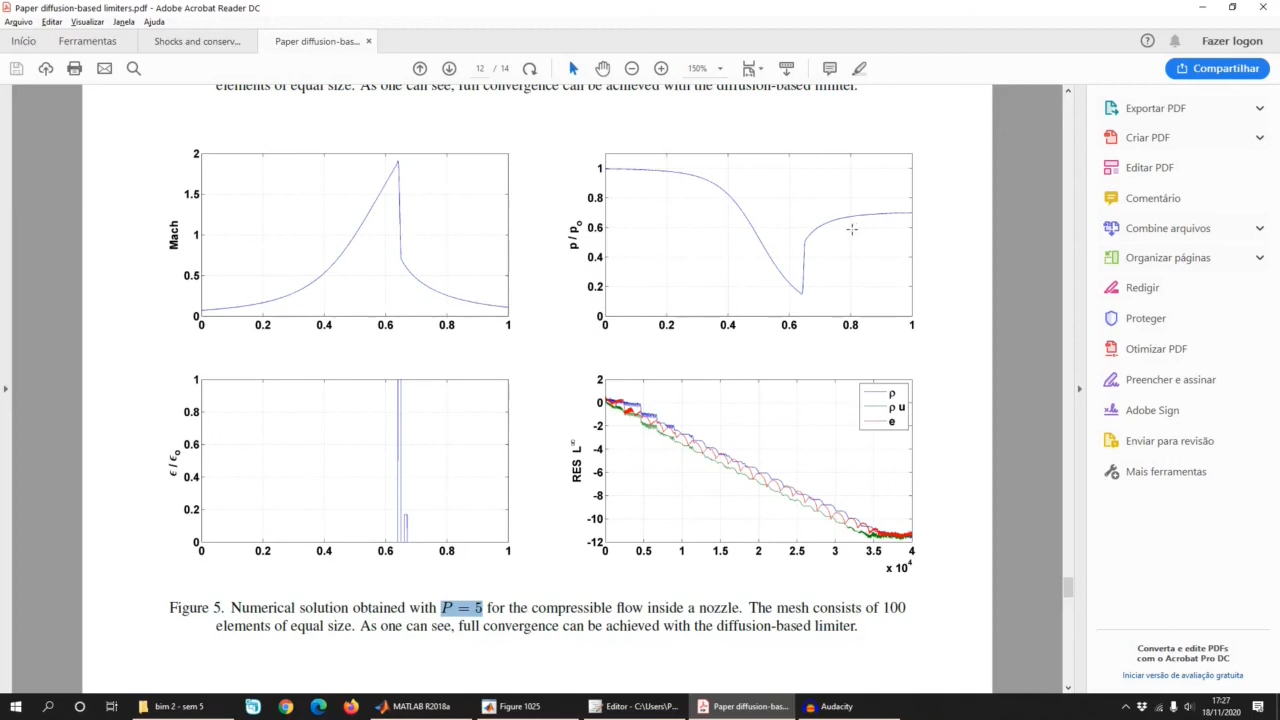 Paper diffusion-based limiters.pdf - Adobe Acrobat Reader DC
Arquivo Editar Visualizar Janela Ajuda
Início Ferramentas Shocks and conserv... Paper diffusion-bas... × Fazer logon
12 / 14 150% Compartilhar
elements of equal size. As one can see, full convergence can be achieved with the diffusion-based limiter.
Exportar PDF
Criar PDF
Editar PDF
Comentário
Combine arquivos
Organizar páginas
Redigir
Proteger
Otimizar PDF
Preencher e assinar
Adobe Sign
Enviar para revisão
Mais ferramentas
2
1.5
1
0.5
0
Mach
0 0.2 0.4 0.6 0.8 1
1
0.8
0.6
0.4
0.2
0
p / p₀
0 0.2 0.4 0.6 0.8 1
1
0.8
0.6
0.4
0.2
0
ϵ / ϵ₀
0 0.2 0.4 0.6 0.8 1
2
0
-2
-4
-6
-8
-10
-12
RES L∞
ρ
ρ u
e
0 0.5 1 1.5 2 2.5 3 3.5 4
x 10⁴
Figure 5. Numerical solution obtained with P = 5 for the compressible flow inside a nozzle. The mesh consists of 100
elements of equal size. As one can see, full convergence can be achieved with the diffusion-based limiter.
Converta e edite PDFs
com o Acrobat Pro DC
Iniciar versão de avaliação gratuita
bim 2 - sem 5 MATLAB R2018a Figure 1025 Editor - C:\Users\P... Paper diffusion-bas... Audacity
17:27
18/11/2020